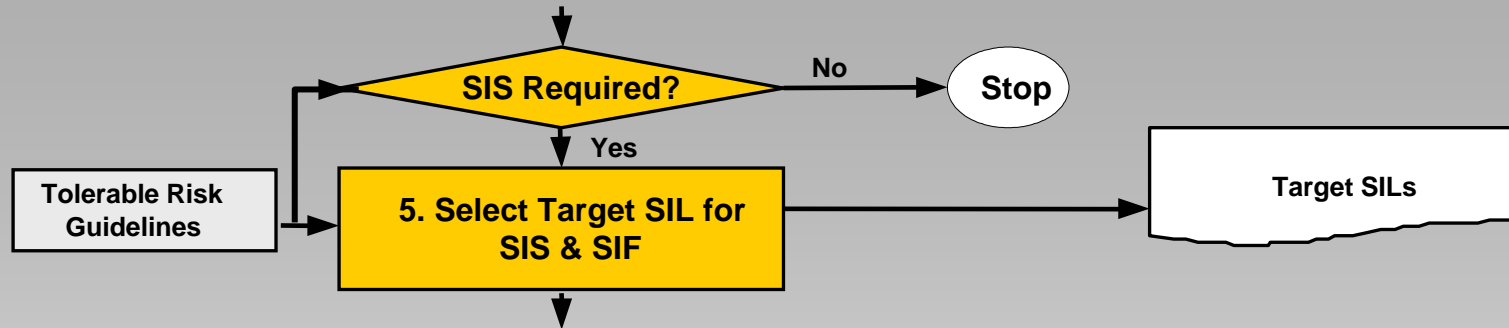 SIS Required?
No
Stop
Yes
Tolerable Risk
Guidelines
5. Select Target SIL for
SIS & SIF
Target SILs